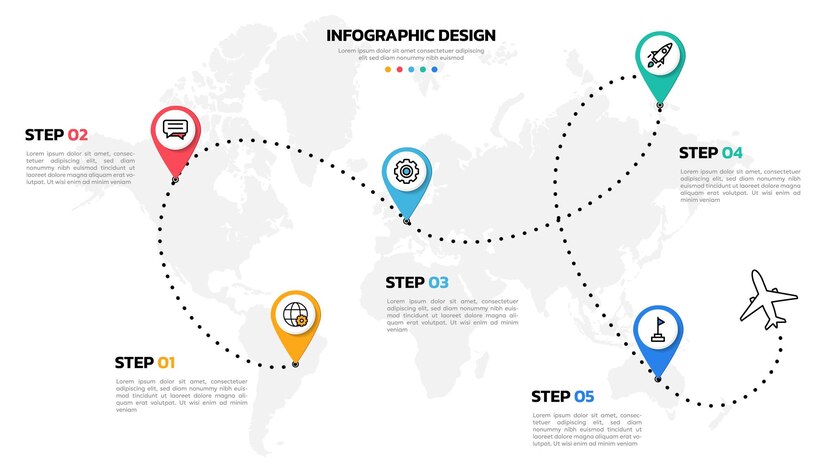 INFOGRAPHIC DESIGN
Lorem ipsum dolor sit amet consectetuer adipiscing
elit sed diam nonummy nibh euismod
STEP 02
Lorem ipsum dolor sit amet, consec-
tetuer adipiscing elit, sed diam
nonummy nibh euismod tincidunt ut
laoreet dolore magna aliquam erat vo-
lutpat. Ut wisi enim ad minim veniam
STEP 04
Lorem ipsum dolor sit amet, consectetuer
adipiscing elit, sed diam nonummy nibh
euismod tincidunt ut laoreet dolore magna
aliquam erat volutpat. Ut wisi enim ad
minim veniam
STEP 03
Lorem ipsum dolor sit amet, consectetuer
adipiscing elit, sed diam nonummy nibh
euismod tincidunt ut laoreet dolore magna
aliquam erat volutpat. Ut wisi enim ad
minim veniam
STEP 01
Lorem ipsum dolor sit amet, consectetuer
adipiscing elit, sed diam nonummy nibh
euismod tincidunt ut laoreet dolore magna
aliquam erat volutpat. Ut wisi enim ad
minim veniam
STEP 05
Lorem ipsum dolor sit amet,
consectetuer adipiscing elit, sed diam
nonummy nibh euismod tincidunt ut
laoreet dolore magna aliquam erat
volutpat. Ut wisi enim ad minim veniam